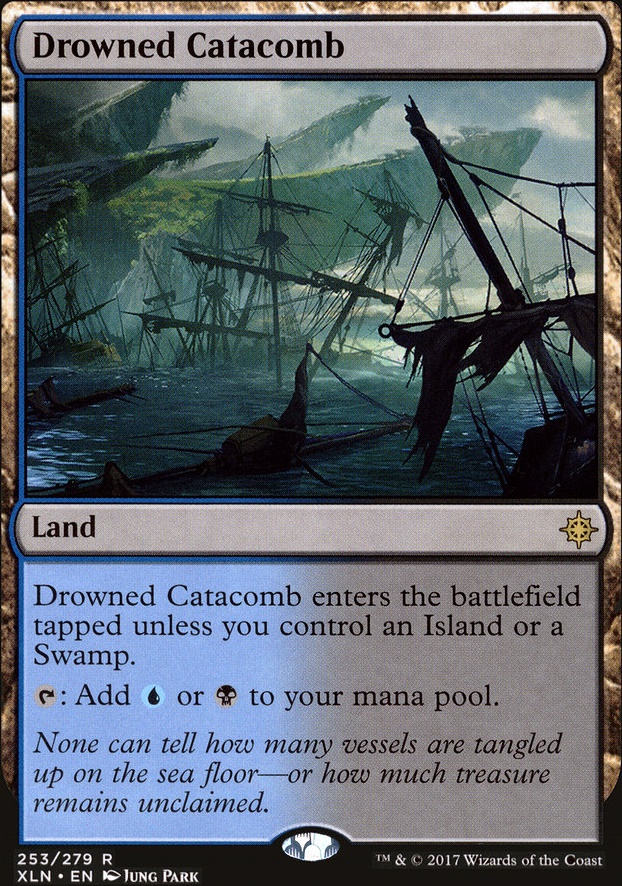 Drowned Catacomb
Land
Drowned Catacomb enters the battlefield
tapped unless you control an Island or a
Swamp.
: Add or to your mana pool.
None can tell how many vessels are tangled
up on the sea floor—or how much treasure
remains unclaimed.
253/279 R
XLN • EN Jung Park
™ & © 2017 Wizards of the Coast